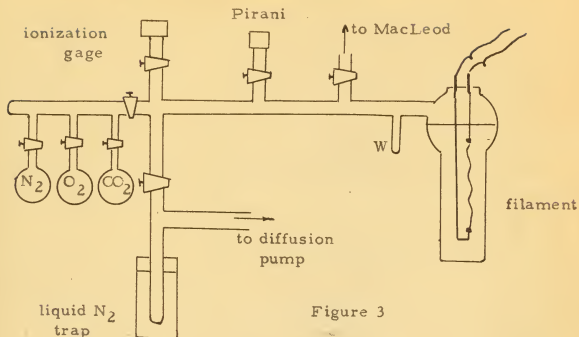 Pirani
ionization
gage
to MacLeod
W
N2
O2
CO2
filament
to diffusion
pump
liquid N2
trap
Figure 3